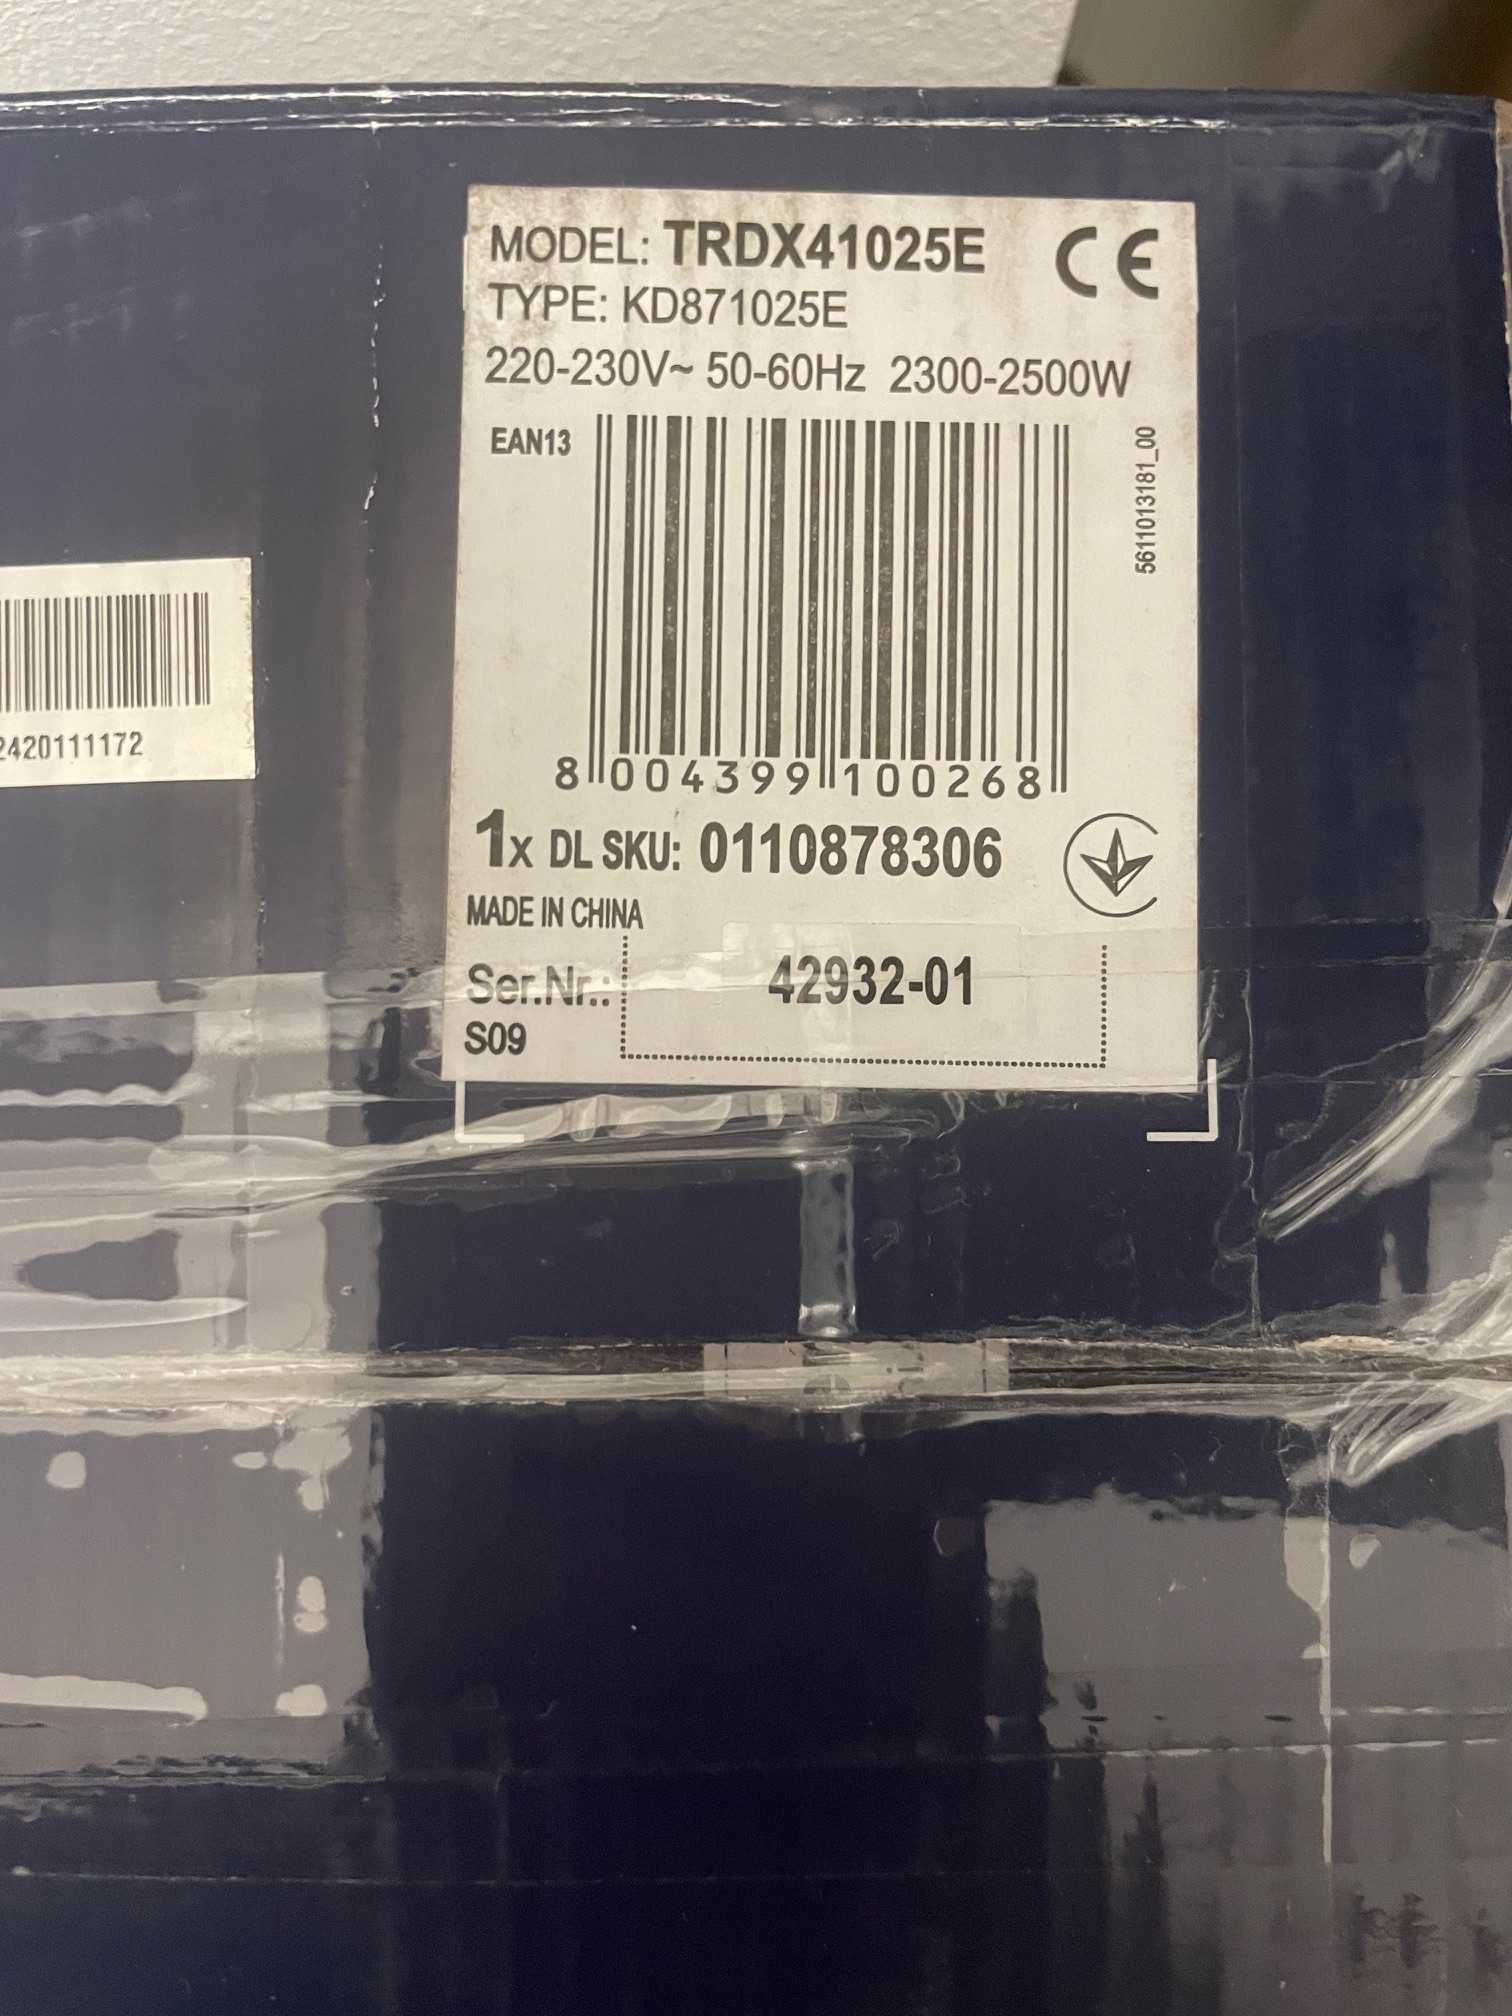 MODEL: TRDX41025E
CE
TYPE: KD871025E
220-230V~ 50-60Hz 2300-2500W
EAN13
5611013181_00
8 004399 100268
1x DL SKU: 0110878306
MADE IN CHINA
Ser.Nr.: 42932-01
S09
2420111172